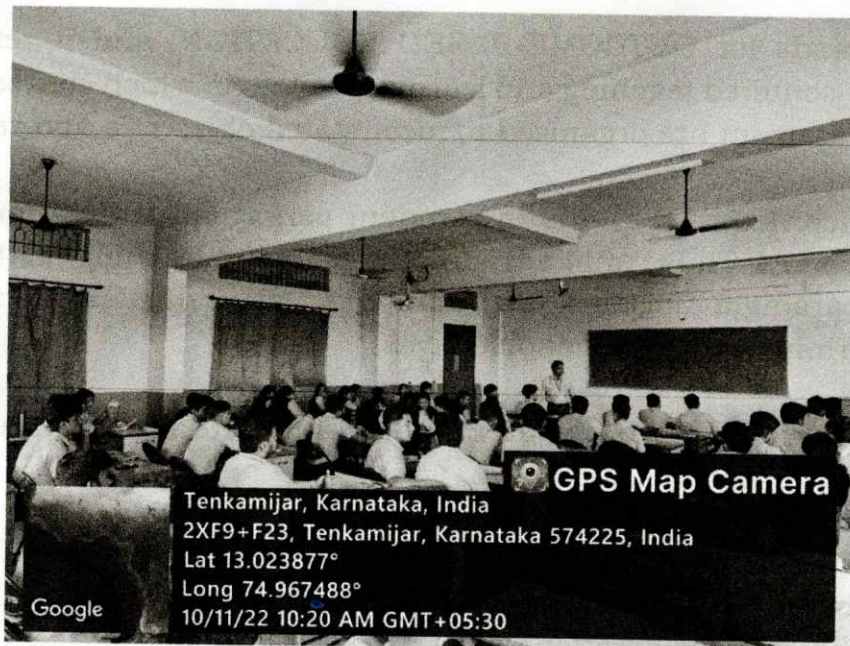 GPS Map Camera
Tenkamijar, Karnataka, India
2XF9+F23, Tenkamijar, Karnataka 574225, India
Lat 13.023877°
Long 74.967488°
10/11/22 10:20 AM GMT+05:30
Google